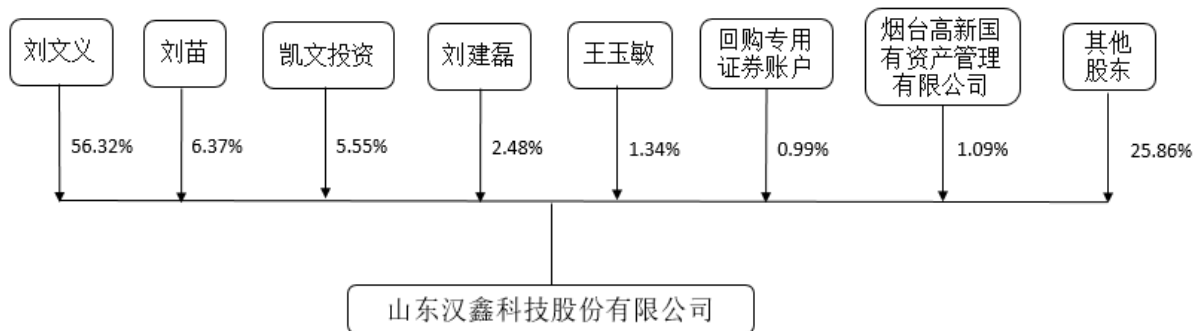 刘文义
刘苗
凯文投资
刘建磊
王玉敏
回购专用
证券账户
烟台高新国
有资产管理
有限公司
其他
股东
56.32%
6.37%
5.55%
2.48%
1.34%
0.99%
1.09%
25.86%
山东汉鑫科技股份有限公司